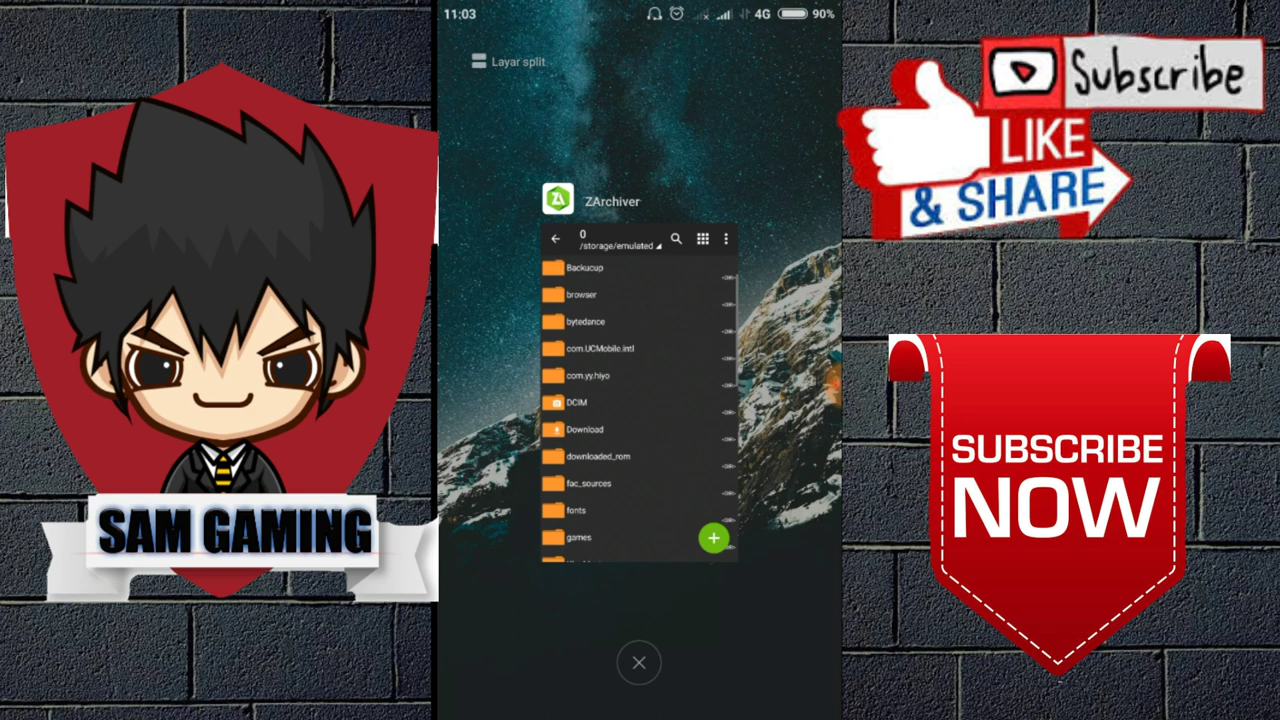 SAM GAMING
11:03
4G
90%
Layar split
ZArchiver
0
/storage/emulated
Backucup
browser
bytedance
com.UCMobile.intl
com.yy.hiyo
DCIM
Download
downloaded_rom
fac_sources
fonts
games
Subscribe
LIKE
& SHARE
SUBSCRIBE
NOW